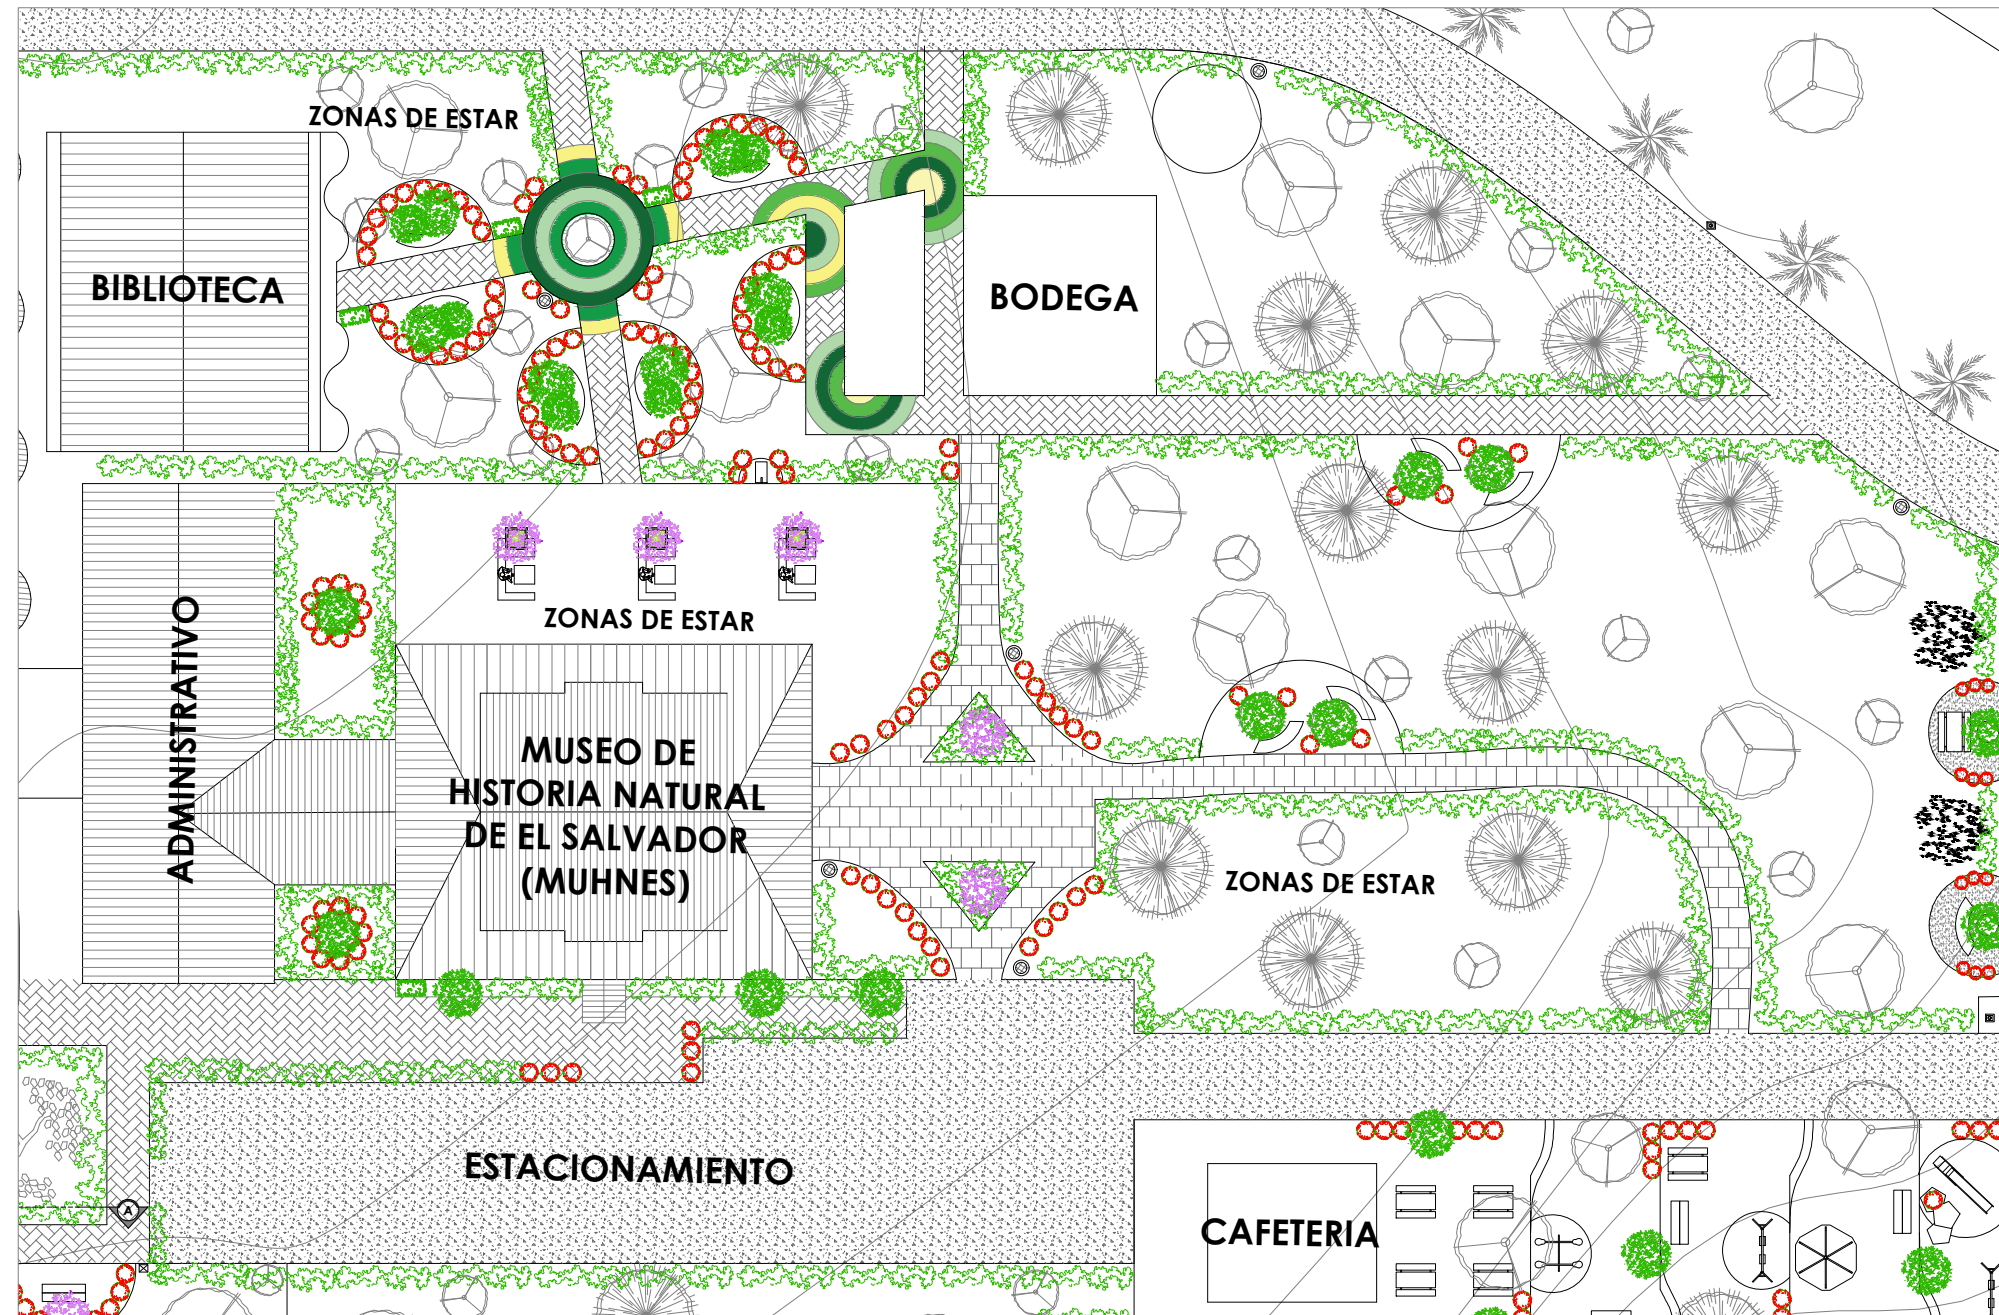 ZONAS DE ESTAR
BIBLIOTECA
BODEGA
ZONAS DE ESTAR
ADMINISTRATIVO
MUSEO DE
HISTORIA NATURAL
DE EL SALVADOR
(MUHNES)
ZONAS DE ESTAR
ESTACIONAMIENTO
A
CAFETERIA